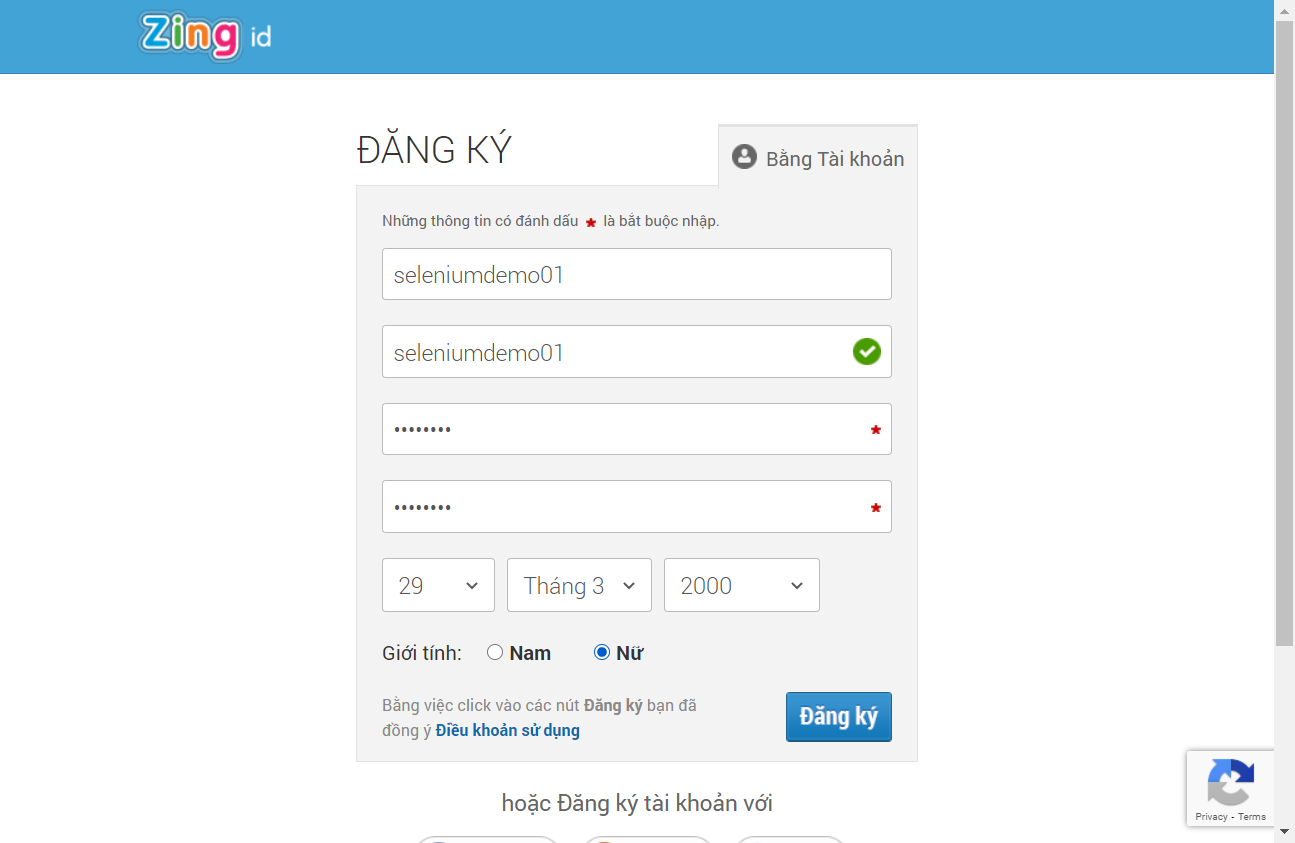 Zing id
ĐĂNG KÝ
Bằng Tài khoản
Những thông tin có đánh dấu * là bắt buộc nhập.
seleniumdemo01
seleniumdemo01
••••••••
*
••••••••
*
29
Tháng 3
2000
Giới tính:
Nam
Nữ
Bằng việc click vào các nút Đăng ký bạn đã
đồng ý Điều khoản sử dụng
Đăng ký
hoặc Đăng ký tài khoản với
Privacy - Terms